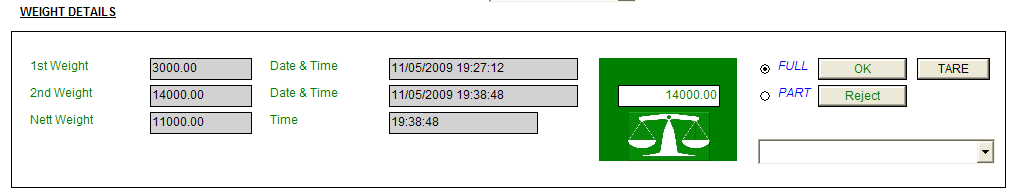 WEIGHT DETAILS
1st Weight 3000.00 Date & Time 11/05/2009 19:27:12 FULL OK TARE
2nd Weight 14000.00 Date & Time 11/05/2009 19:38:48 14000.00 PART Reject
Nett Weight 11000.00 Time 19:38:48